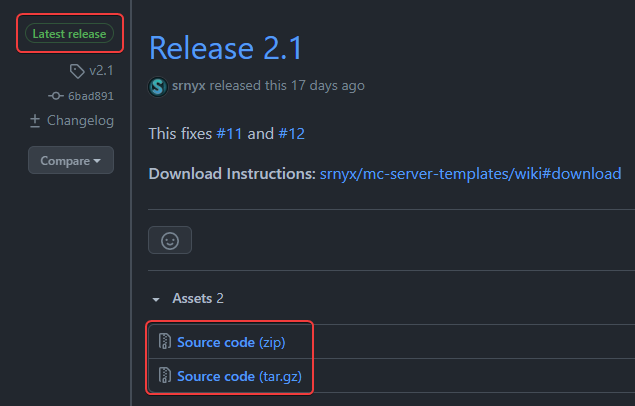 Latest release
v2.1
6bad891
Changelog
Compare
Release 2.1
srnyx released this 17 days ago
This fixes #11 and #12
Download Instructions: srnyx/mc-server-templates/wiki#download
Assets 2
Source code (zip)
Source code (tar.gz)